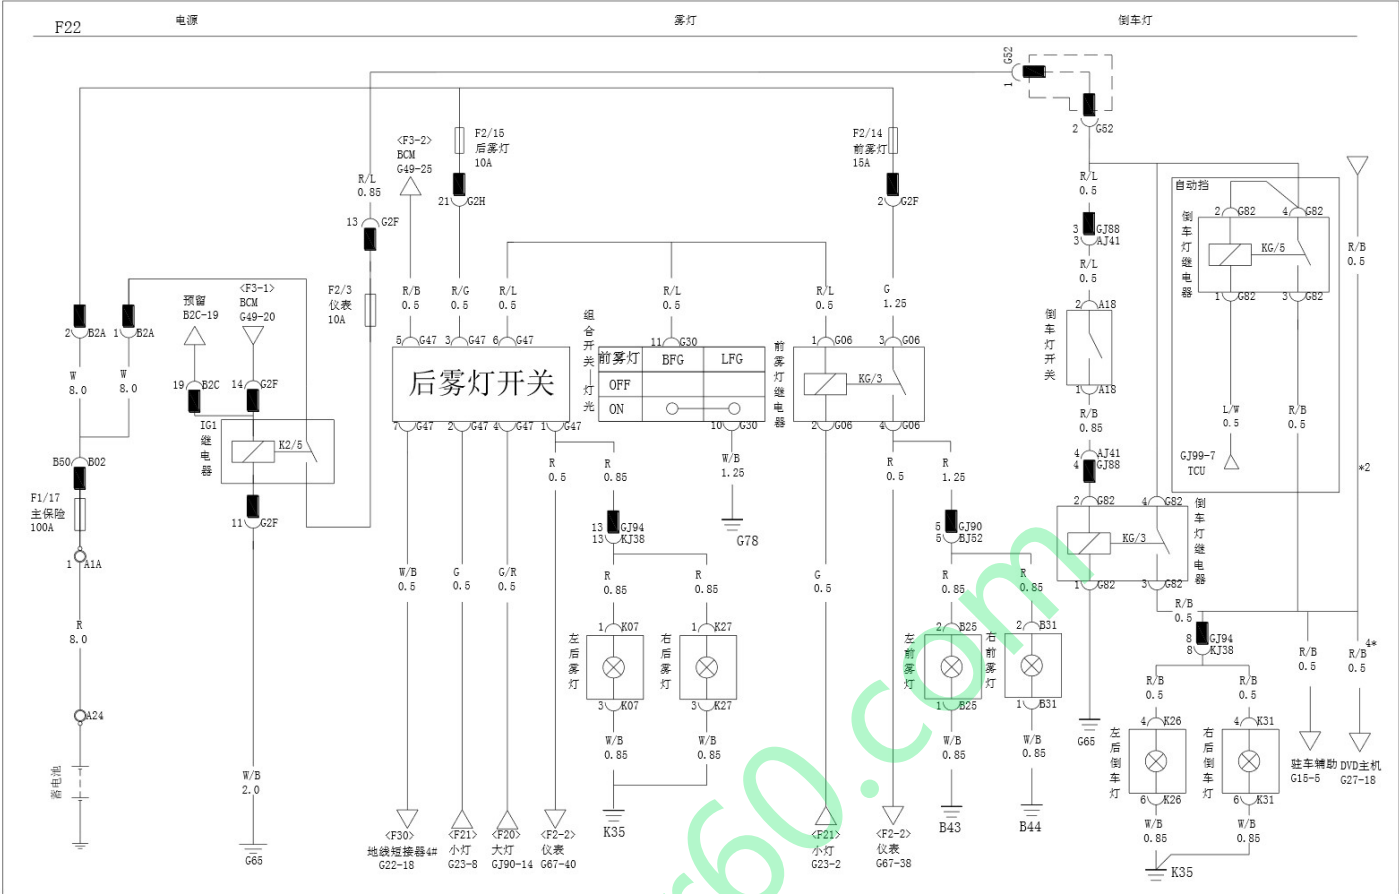 F22
电源
雾灯
倒车灯
G52
1
2
G52
<F3-2>
BCM
G49-25
F2/15
后雾灯
10A
F2/14
前雾灯
15A
R/L
0.85
13
G2F
21
G2H
2
G2F
R/L
0.5
3
GJ88
3
AJ41
自动挡
2
G82
4
G82
倒车灯继电器
KG/5
1
G82
3
G82
R/B
0.5
预留
B2C-19
<F3-1>
BCM
G49-20
F2/3
仪表
10A
R/B
0.5
R/G
0.5
R/L
0.5
R/L
0.5
R/L
0.5
G
1.25
R/L
0.5
2
B2A
1
B2A
W
8.0
W
8.0
19
B2C
14
G2F
IG1
继电器
K2/5
11
G2F
5
G47
3
G47
6
G47
后雾灯开关
7
G47
2
G47
4
G47
1
G47
组合开关—灯光
11
G30
前雾灯
BFG
LFG
OFF
ON
10
G30
前雾灯继电器
1
G06
3
G06
KG/3
2
G06
4
G06
2
A18
倒车灯开关
1
A18
R/B
0.85
4
AJ41
4
GJ88
L/W
0.5
R/B
0.5
GJ99-7
TCU
*2
B50
B02
F1/17
主保险
100A
1
A1A
R
8.0
A24
蓄电池
W/B
2.0
G65
R
0.5
R
0.85
W/B
1.25
G78
R
0.5
R
1.25
13
GJ94
13
KJ38
5
GJ90
5
BJ52
2
G82
4
G82
倒车灯继电器
KG/3
1
G82
3
G82
W/B
0.5
G
0.5
G/R
0.5
R
0.85
R
0.85
G
0.5
R
0.85
R
0.85
R/B
0.5
8
GJ94
8
KJ38
R/B
0.5
4*
R/B
0.5
左后雾灯
1
K07
3
K07
右后雾灯
1
K27
3
K27
左前雾灯
2
B25
1
B25
右前雾灯
2
B31
1
B31
R/B
0.5
R/B
0.5
W/B
0.85
W/B
0.85
W/B
0.85
W/B
0.85
G65
左后倒车灯
4
K26
6
K26
右后倒车灯
4
K31
6
K31
驻车辅助
G15-5
DVD主机
G27-18
W/B
0.85
W/B
0.85
K35
K35
B43
B44
<F30>
地线短接器4#
G22-18
<F21>
小灯
G23-8
<F20>
大灯
GJ90-14
<F2-2>
仪表
G67-40
<F21>
小灯
G23-2
<F2-2>
仪表
G67-38
r60.com